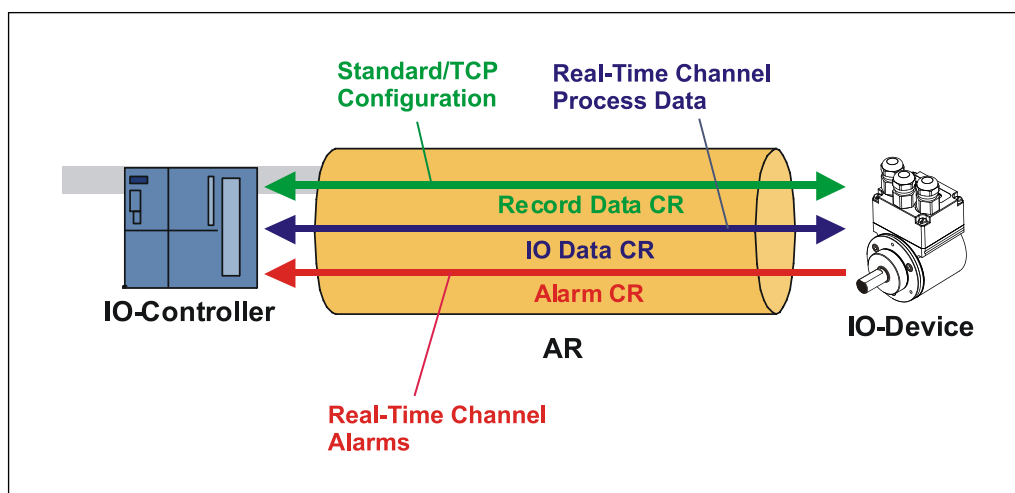 Standard/TCP
Configuration
Real-Time Channel
Process Data
Record Data CR
IO Data CR
Alarm CR
IO-Controller
IO-Device
AR
Real-Time Channel
Alarms